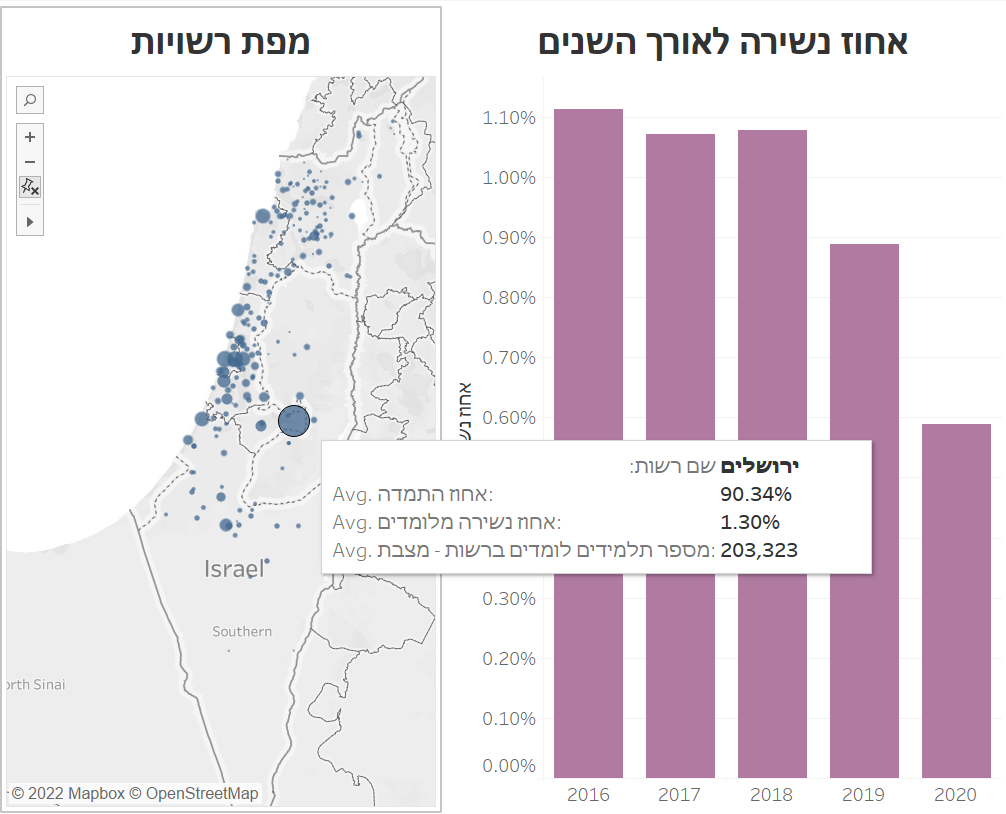 מפת רשויות
Israel
Southern
orth Sinai
© 2022 Mapbox © OpenStreetMap
אחוז נשירה לאורך השנים
אחוז נש
1.10%
1.00%
0.90%
0.80%
0.70%
0.60%
0.30%
0.20%
0.10%
0.00%
2016 2017 2018 2019 2020
שם רשות: ירושלים
Avg. אחוז התמדה: 90.34%
Avg. אחוז נשירה מלומדים: 1.30%
Avg. מספר תלמידים לומדים ברשות - מצבת: 203,323